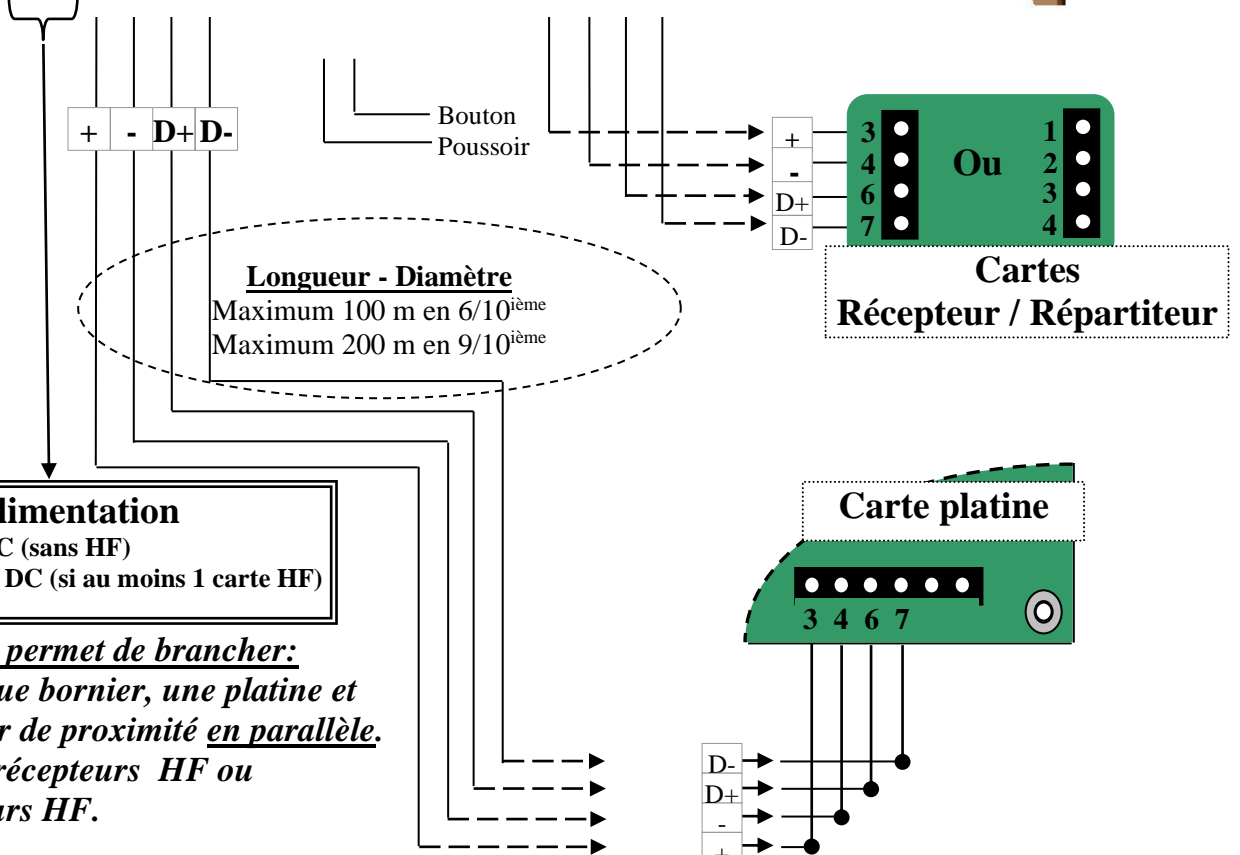 + - D+ D-
Bouton
Poussoir
+
-
D+
D-
3
4
6
7
Ou
1
2
3
4
Cartes
Récepteur / Répartiteur
Longueur - Diamètre
Maximum 100 m en 6/10ième
Maximum 200 m en 9/10ième
limentation
C (sans HF)
DC (si au moins 1 carte HF)
permet de brancher:
ue bornier, une platine et
r de proximité en parallèle.
récepteurs HF ou
urs HF.
Carte platine
3 4 6 7
D-
D+
-
+